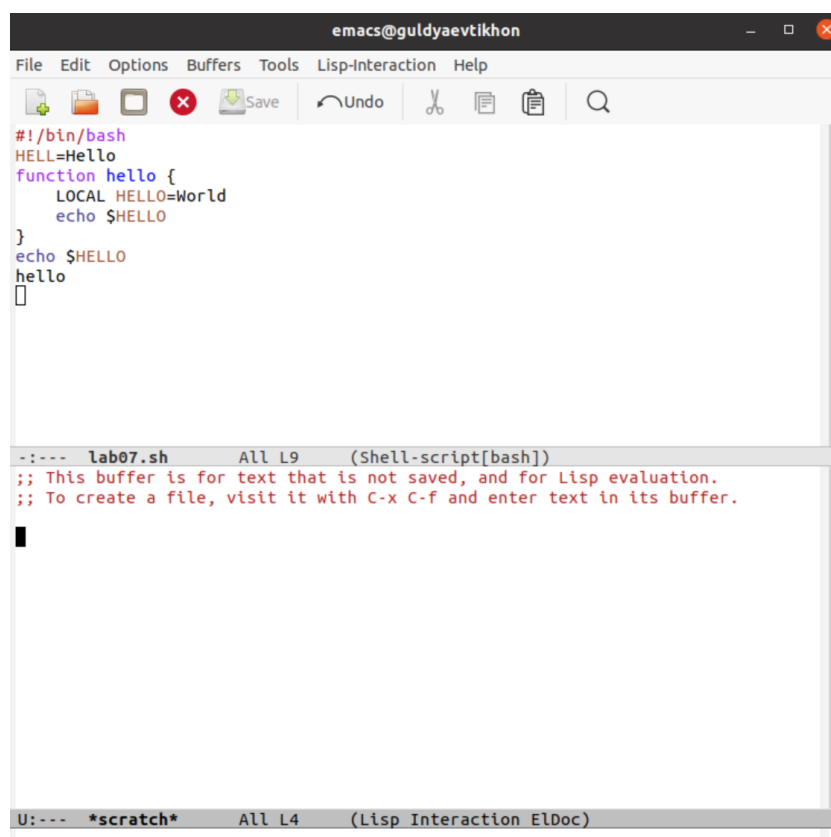 emacs@guldyaevtikhon
File Edit Options Buffers Tools Lisp-Interaction Help
Save Undo
#!/bin/bash
HELL=Hello
function hello {
    LOCAL HELLO=World
    echo $HELLO
}
echo $HELLO
hello
-:--- lab07.sh All L9 (Shell-script[bash])
;; This buffer is for text that is not saved, and for Lisp evaluation.
;; To create a file, visit it with C-x C-f and enter text in its buffer.
U:--- *scratch* All L4 (Lisp Interaction ElDoc)